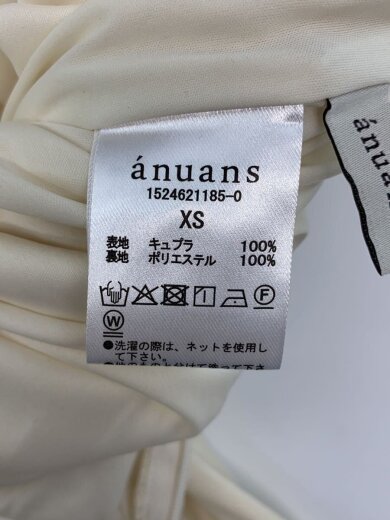 ánuans
1524621185-0
XS
表地 キュプラ 100%
裏地 ポリエステル 100%
F
W
●洗濯の際は、ネットを使用し
て下さい。
ánuans